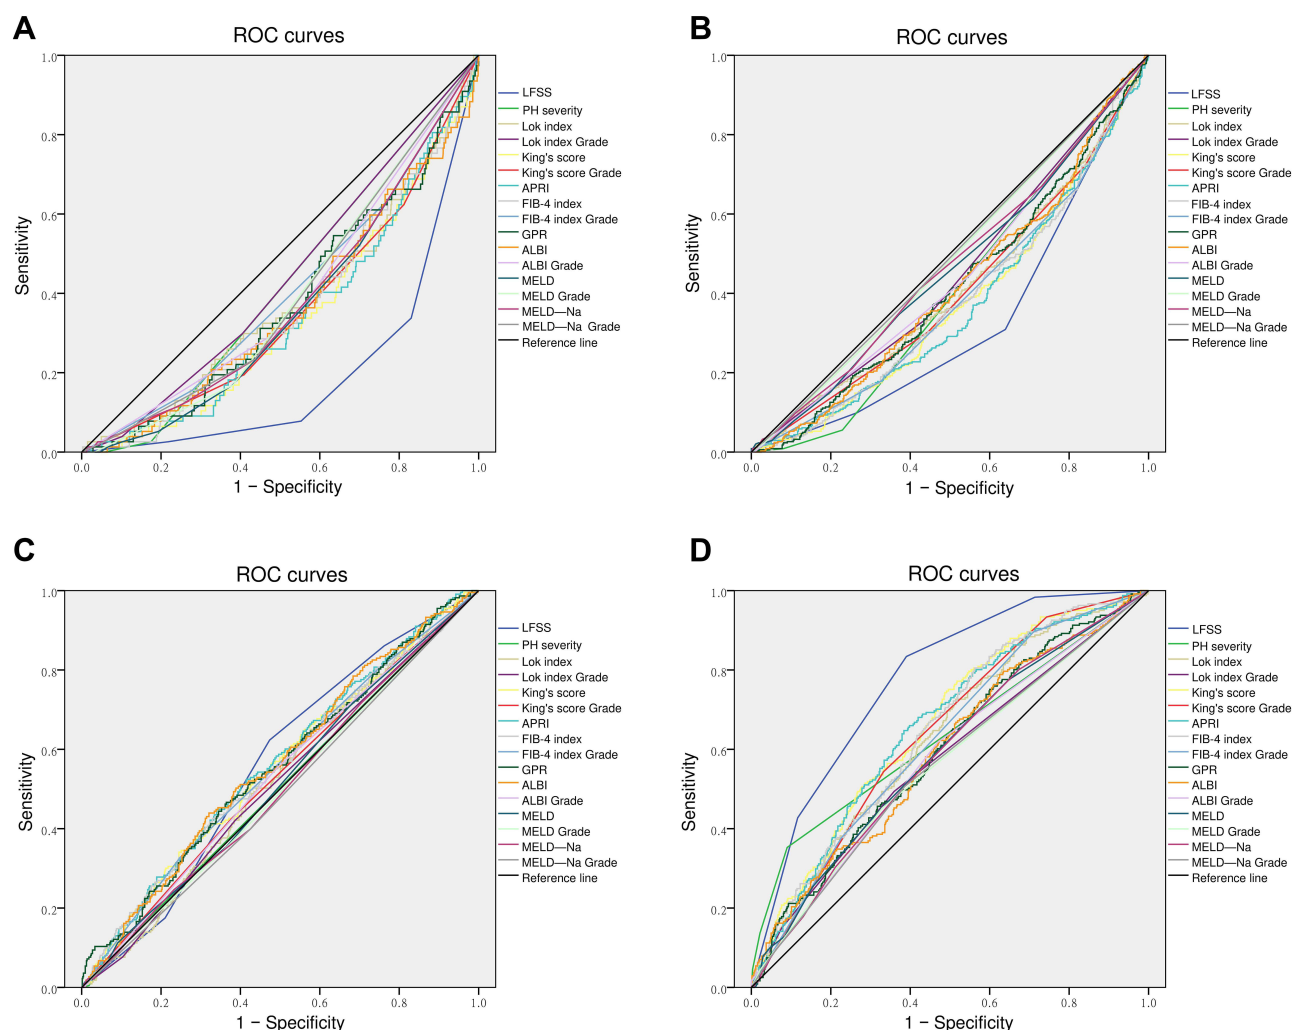 A
ROC curves
Sensitivity
1.0
0.8
0.6
0.4
0.2
0.0
0.0 0.2 0.4 0.6 0.8 1.0
1 − Specificity
LFSS
PH severity
Lok index
Lok index Grade
King's score
King's score Grade
APRI
FIB-4 index
FIB-4 index Grade
GPR
ALBI
ALBI Grade
MELD
MELD Grade
MELD—Na
MELD—Na Grade
Reference line
B
ROC curves
Sensitivity
1.0
0.8
0.6
0.4
0.2
0.0
0.0 0.2 0.4 0.6 0.8 1.0
1 − Specificity
LFSS
PH severity
Lok index
Lok index Grade
King's score
King's score Grade
APRI
FIB-4 index
FIB-4 index Grade
GPR
ALBI
ALBI Grade
MELD
MELD Grade
MELD—Na
MELD—Na Grade
Reference line
C
ROC curves
Sensitivity
1.0
0.8
0.6
0.4
0.2
0.0
0.0 0.2 0.4 0.6 0.8 1.0
1 − Specificity
LFSS
PH severity
Lok index
Lok index Grade
King's score
King's score Grade
APRI
FIB-4 index
FIB-4 index Grade
GPR
ALBI
ALBI Grade
MELD
MELD Grade
MELD—Na
MELD—Na Grade
Reference line
D
ROC curves
Sensitivity
1.0
0.8
0.6
0.4
0.2
0.0
0.0 0.2 0.4 0.6 0.8 1.0
1 − Specificity
LFSS
PH severity
Lok index
Lok index Grade
King's score
King's score Grade
APRI
FIB-4 index
FIB-4 index Grade
GPR
ALBI
ALBI Grade
MELD
MELD Grade
MELD—Na
MELD—Na Grade
Reference line